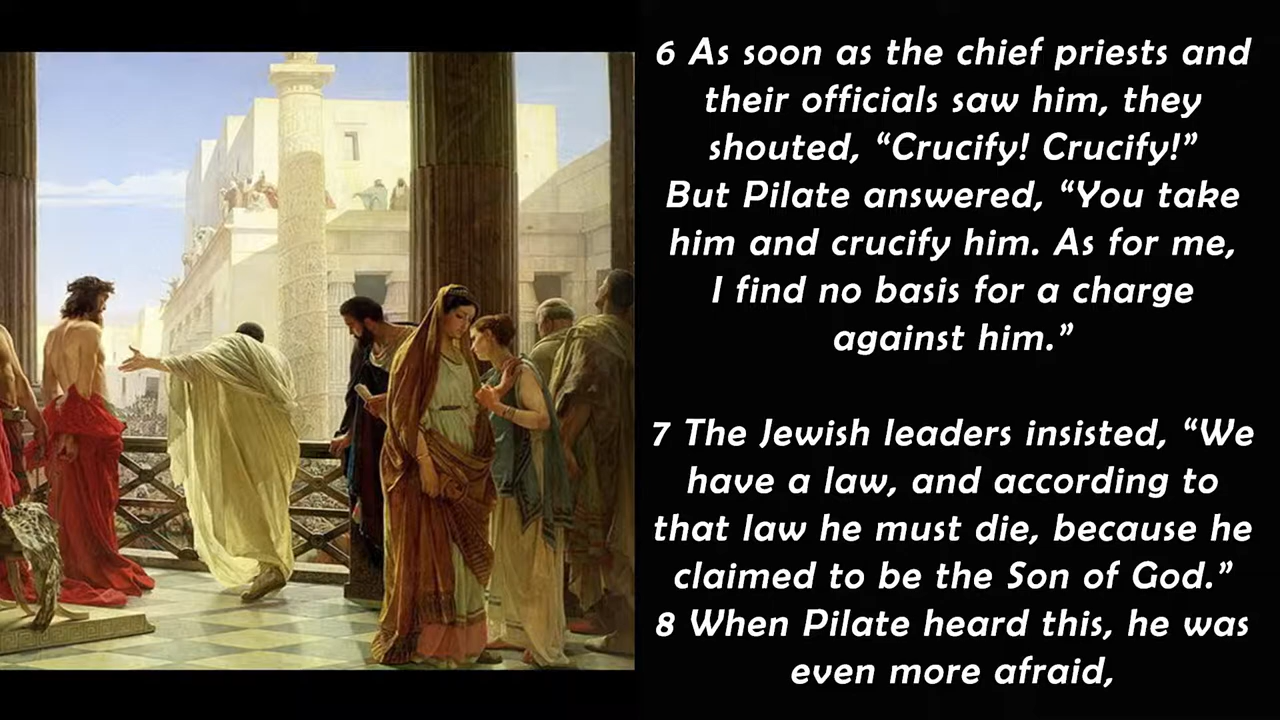 6 As soon as the chief priests and
their officials saw him, they
shouted, “Crucify! Crucify!”
But Pilate answered, “You take
him and crucify him. As for me,
I find no basis for a charge
against him.”
7 The Jewish leaders insisted, “We
have a law, and according to
that law he must die, because he
claimed to be the Son of God.”
8 When Pilate heard this, he was
even more afraid,